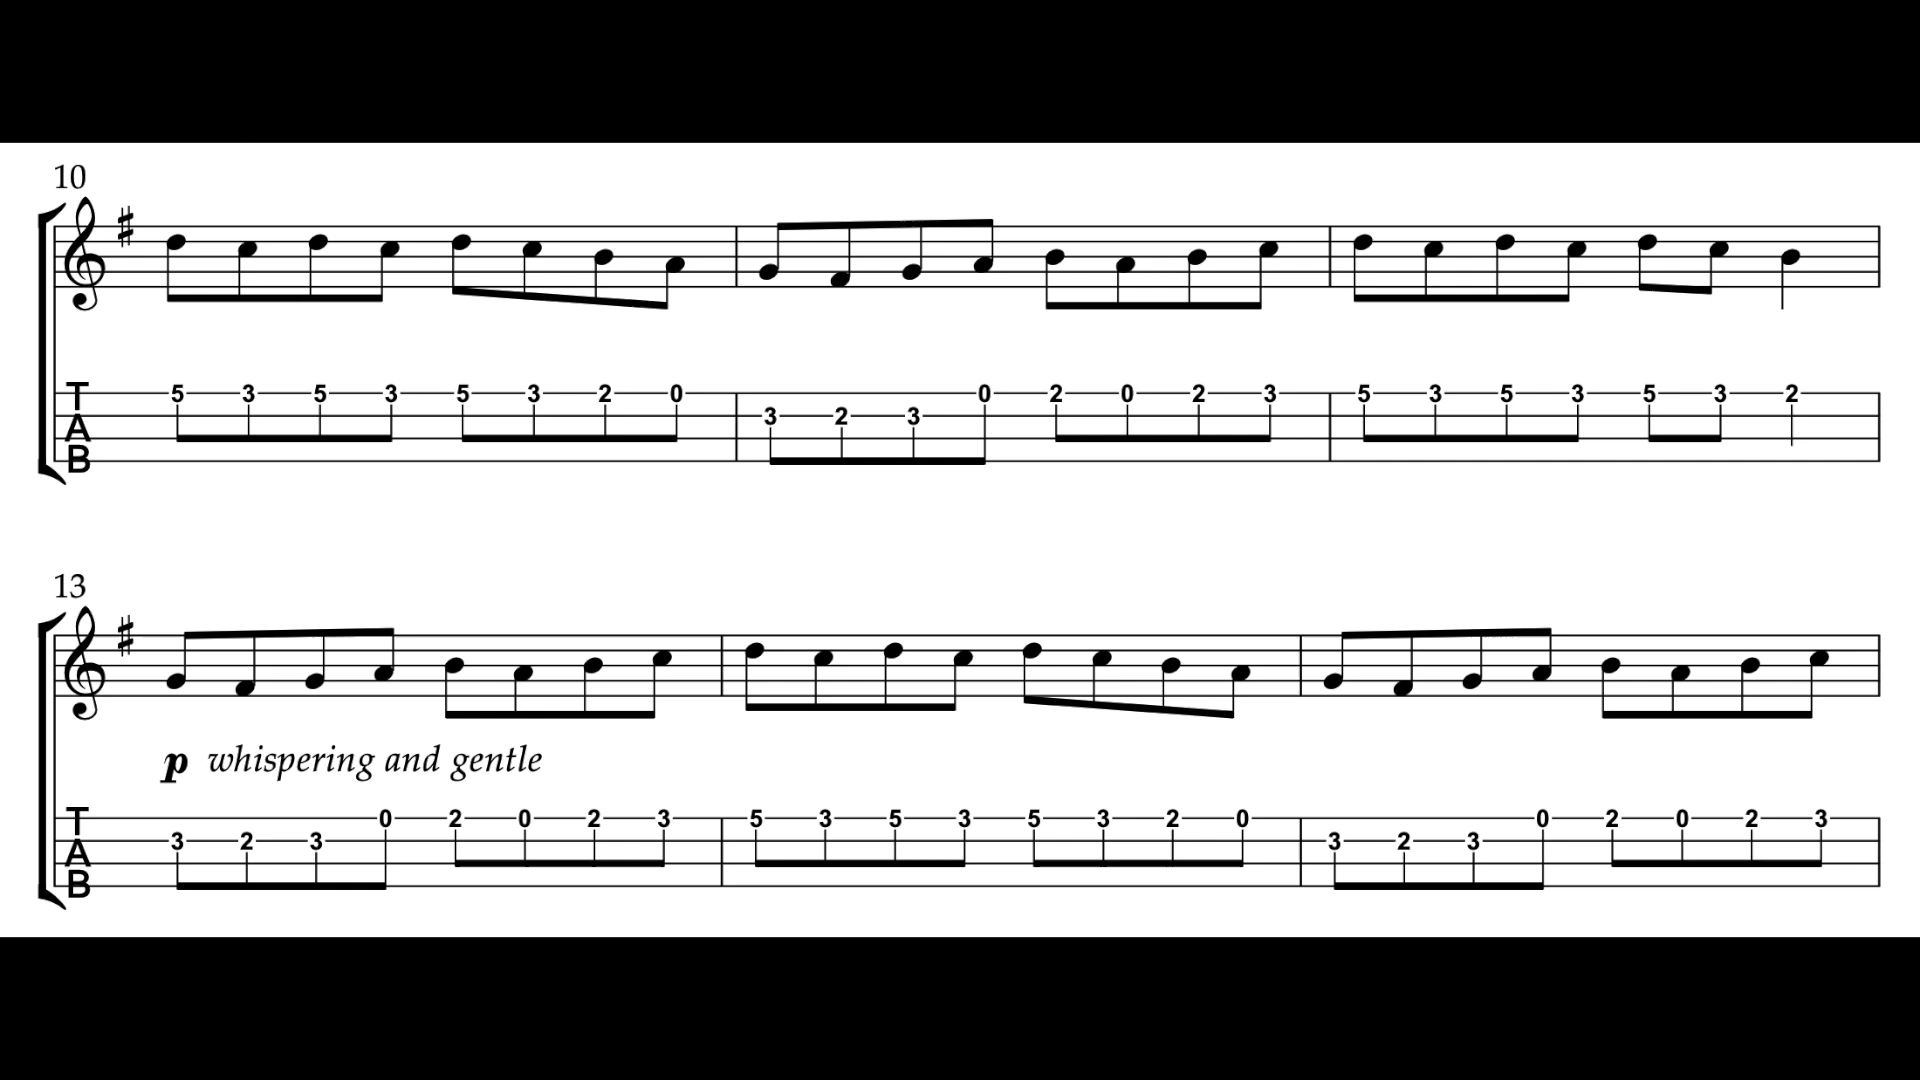 10
T 5 3 5 3 5 3 2 0 0 2 0 2 3 5 3 5 3 5 3 2
A 3 2 3
B
13
p whispering and gentle
T 0 2 0 2 3 5 3 5 3 5 3 2 0 0 2 0 2 3
A 3 2 3 3 2 3
B